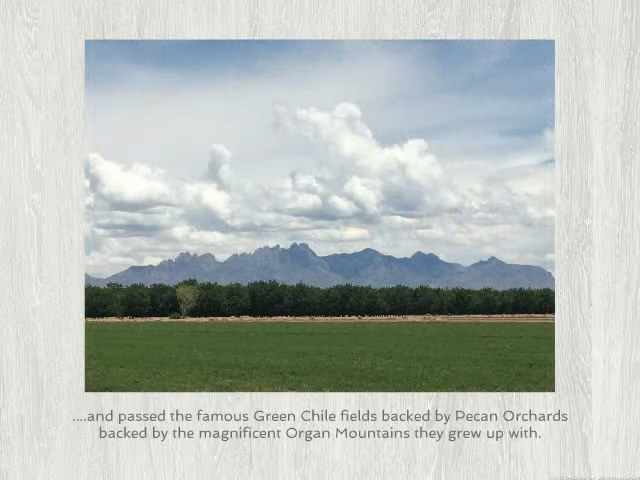 ....and passed the famous Green Chile fields backed by Pecan Orchards
backed by the magnificent Organ Mountains they grew up with.